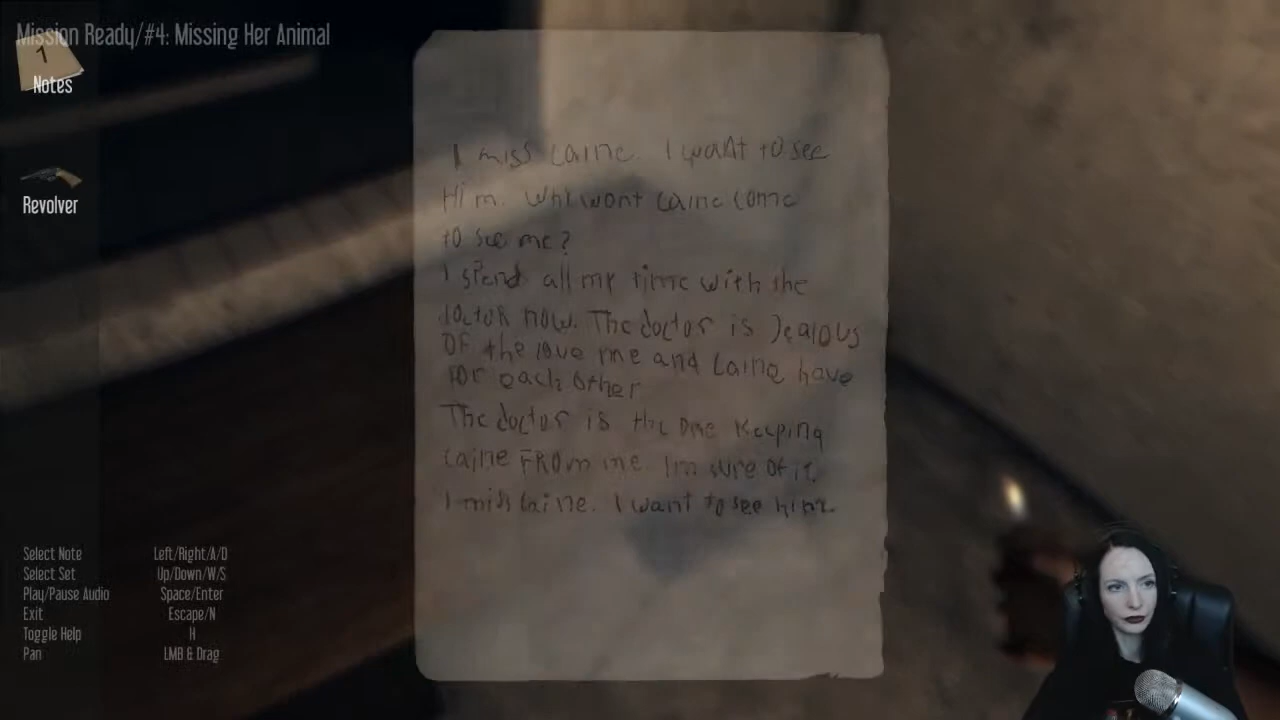 Mission Ready/#4: Missing Her Animal
1
Notes
Revolver
I miss Caine. I want to see
Him. Whi wont Caine Come
to see me?
I spend all my time with the
doctoR now. The doctor is Jealous
OF the love me and Caine have
for each other
The doctor is the one Keeping
Caine FROm me. Im sure Of it.
I miss Caine. I want to see him.
Select Note Left/Right/A/D
Select Set Up/Down/W/S
Play/Pause Audio Space/Enter
Exit Escape/N
Toggle Help H
Pan LMB & Drag